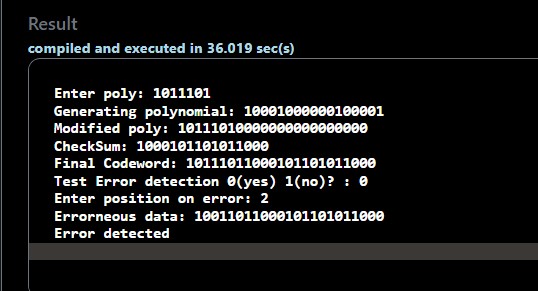 Result
compiled and executed in 36.019 sec(s)
Enter poly: 1011101
Generating polynomial: 10001000000100001
Modified poly: 10111010000000000000000
CheckSum: 1000101101011000
Final Codeword: 10111011000101101011000
Test Error detection 0(yes) 1(no)? : 0
Enter position on error: 2
Errorneous data: 10011011000101101011000
Error detected